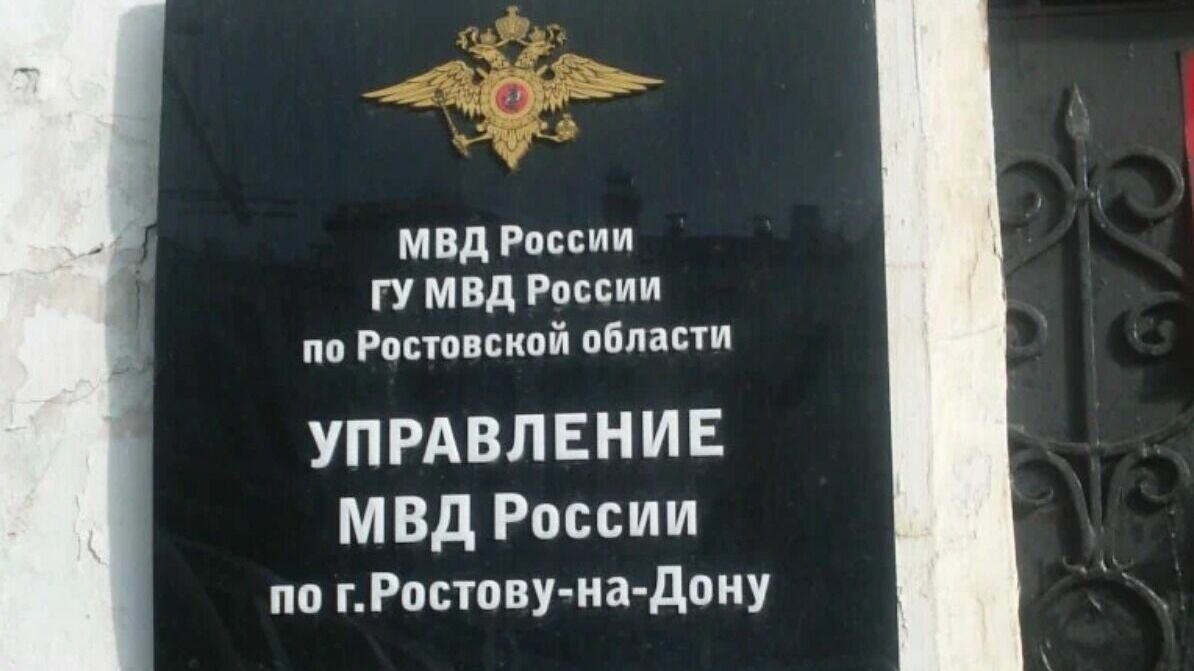 МВД России
ГУ МВД России
по Ростовской области
УПРАВЛЕНИЕ
МВД России
по г.Ростову-на-Дону